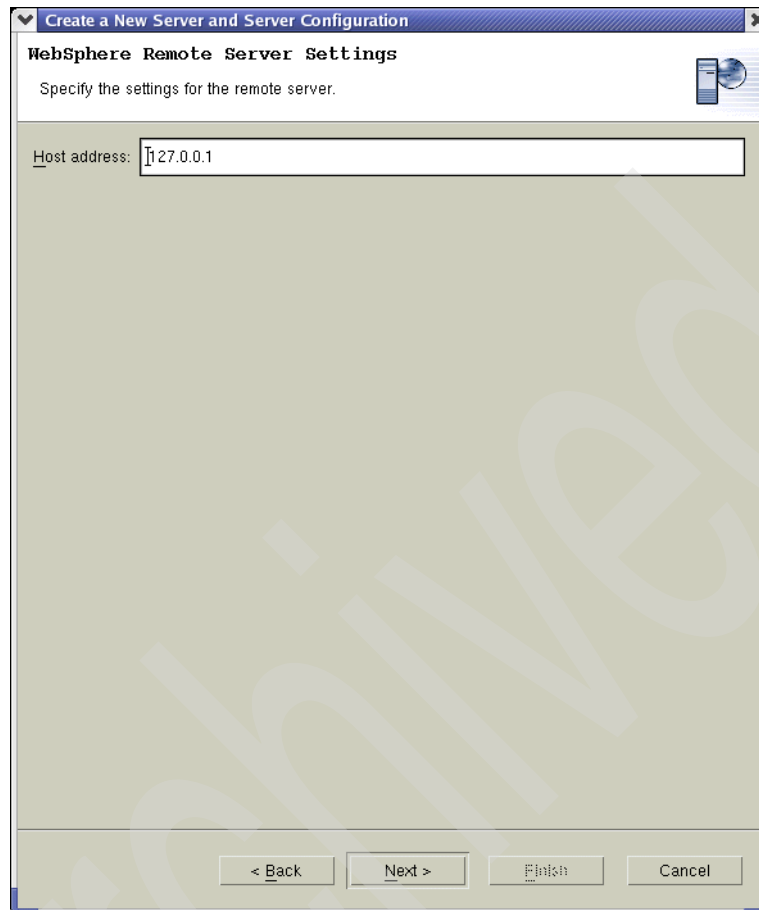 Create a New Server and Server Configuration
WebSphere Remote Server Settings
Specify the settings for the remote server.
Host address: 127.0.0.1
< Back Next > Finish Cancel